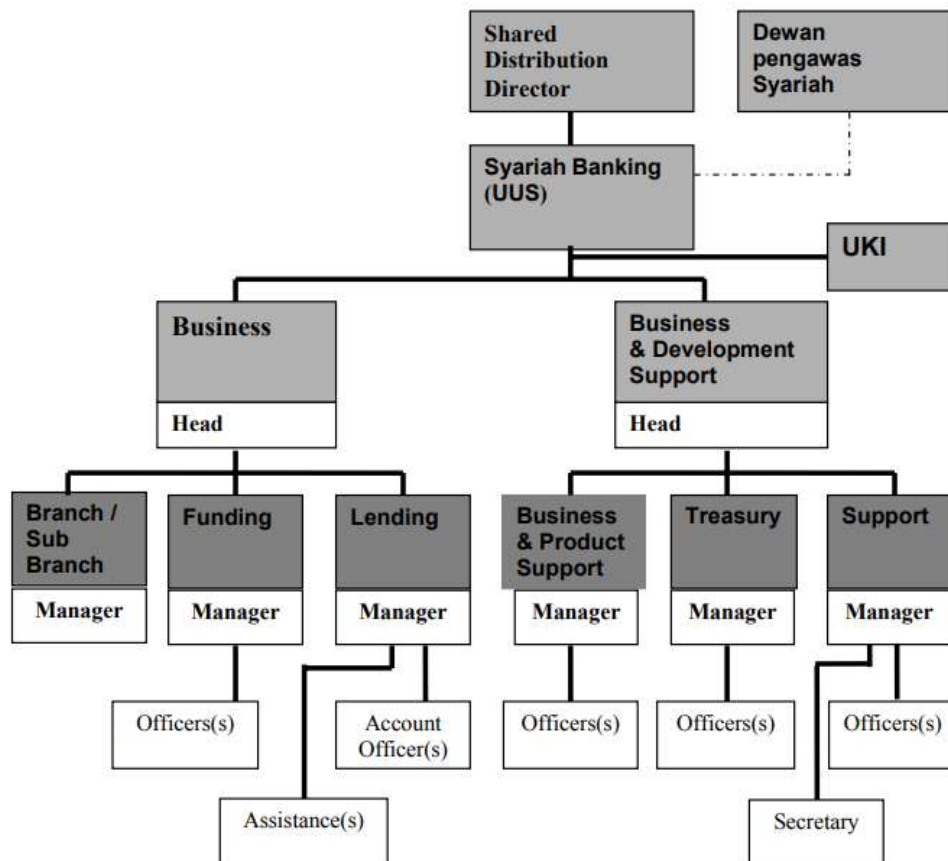 Shared
Distribution
Director
Dewan
pengawas
Syariah
Syariah Banking
(UUS)
UKI
Business
Head
Business
& Development
Support
Head
Branch /
Sub
Branch
Manager
Funding
Manager
Lending
Manager
Business
& Product
Support
Manager
Treasury
Manager
Support
Manager
Officers(s)
Account
Officer(s)
Officers(s)
Officers(s)
Officers(s)
Assistance(s)
Secretary